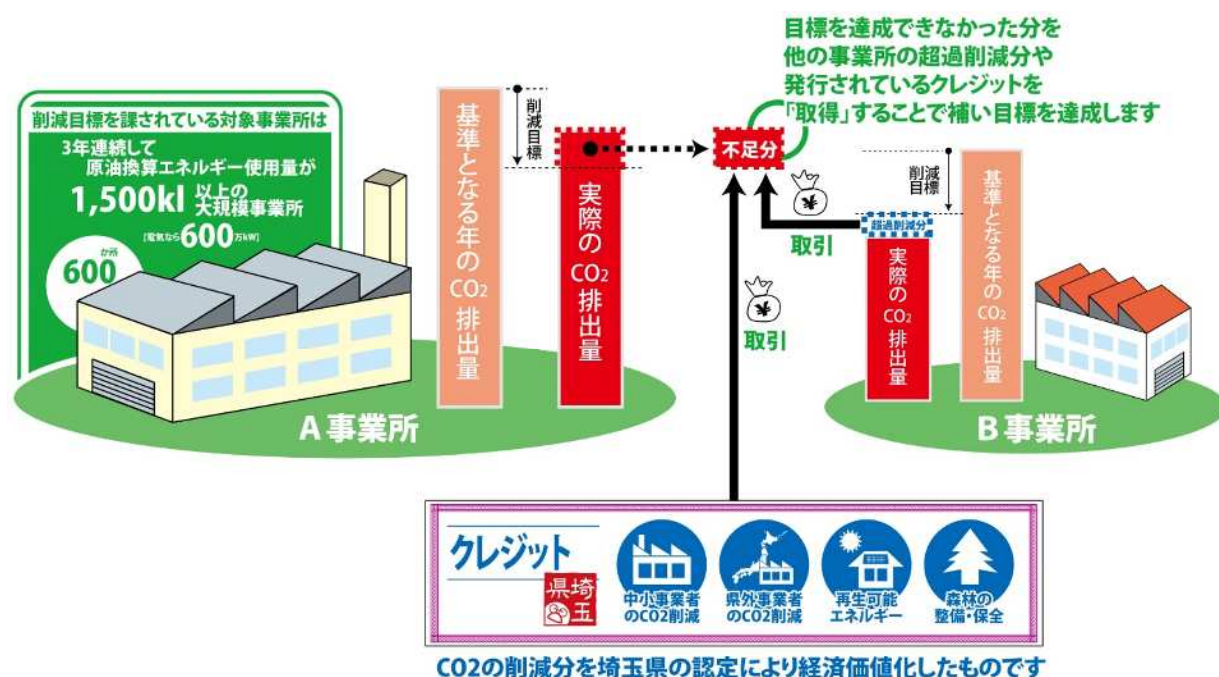 目標を達成できなかった分を
他の事業所の超過削減分や
発行されているクレジットを
「取得」することで補い目標を達成します
削減目標を課されている対象事業所は
3年連続して
原油換算エネルギー使用量が
1,500kl 以上の
大規模事業所
[電気なら600万kW]
600か所
基準となる年のCO2排出量
削減目標
実際のCO2排出量
不足分
取引
取引
超過削減分
実際のCO2排出量
削減
目標
基準となる年のCO2排出量
A事業所
B事業所
クレジット
埼玉県
中小事業者
のCO2削減
県外事業者
のCO2削減
再生可能
エネルギー
森林の
整備・保全
CO2の削減分を埼玉県の認定により経済価値化したものです